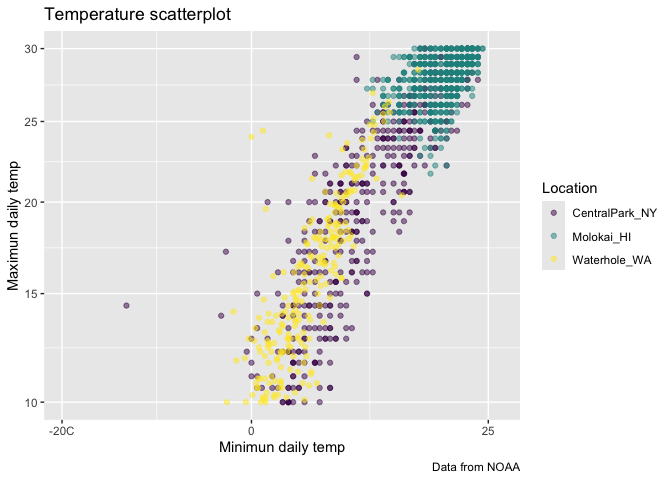 Temperature scatterplot
30
25
20
15
10
Maximun daily temp
-20C
0
25
Minimun daily temp
Data from NOAA
Location
CentralPark_NY
Molokai_HI
Waterhole_WA